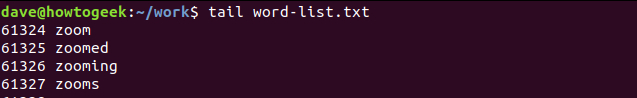 dave@howtogeek:~/work$ tail word-list.txt
61324 zoom
61325 zoomed
61326 zooming
61327 zooms